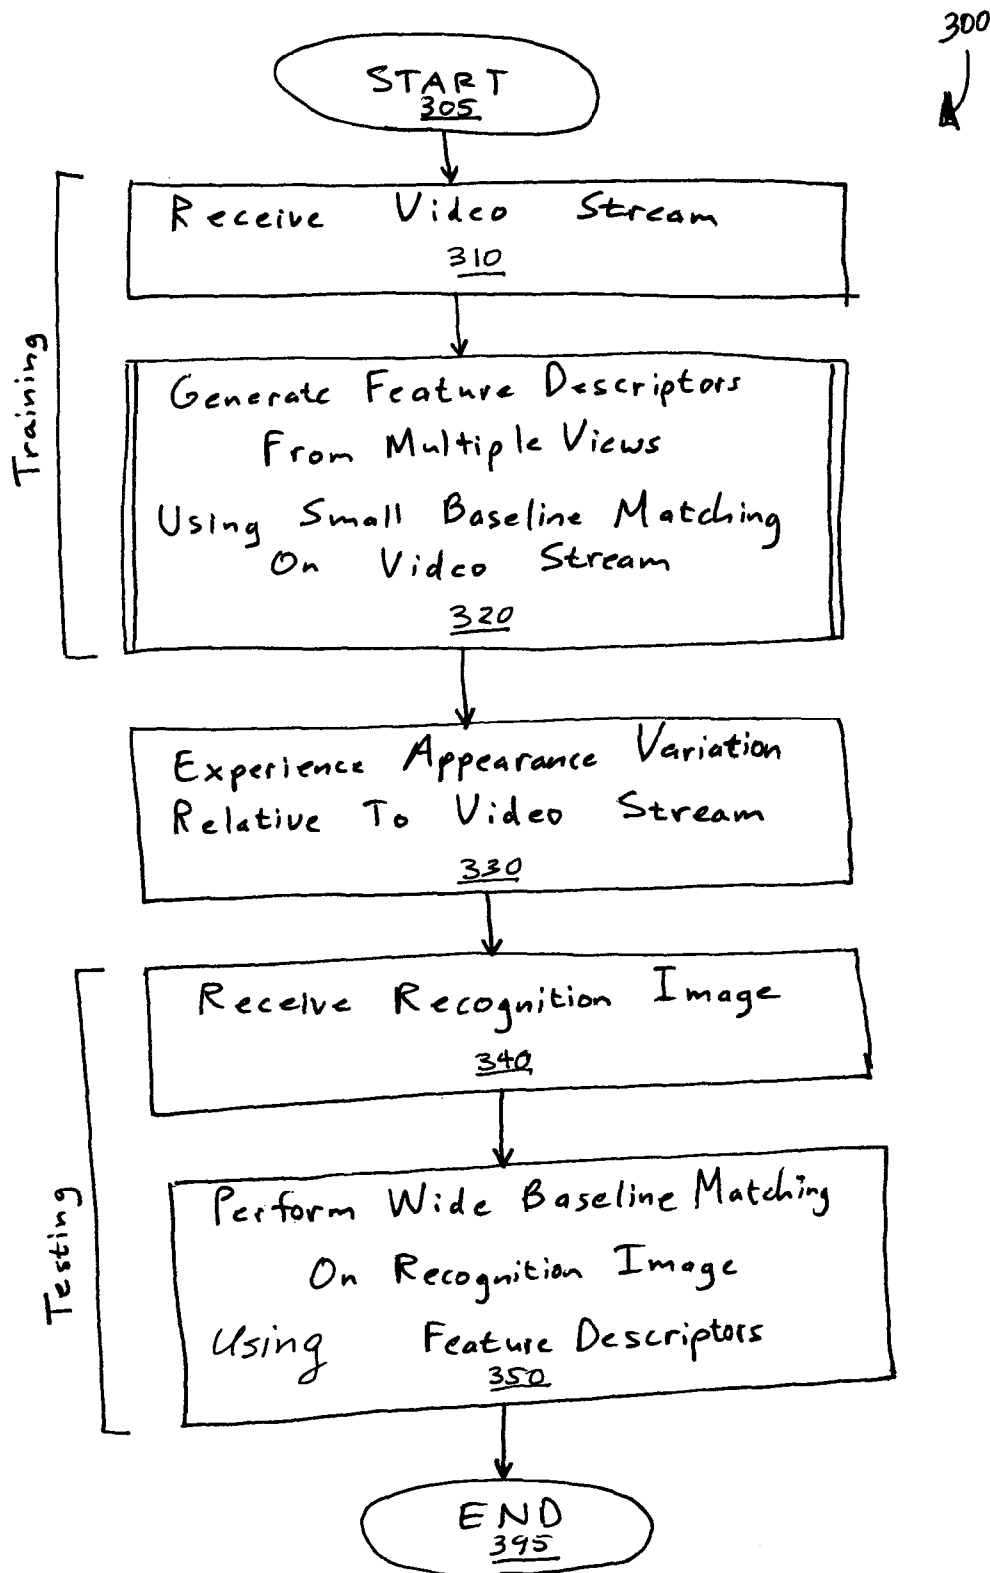 300
START
305
Receive Video Stream
310
Training
Generate Feature Descriptors
From Multiple Views
Using Small Baseline Matching
On Video Stream
320
Experience Appearance Variation
Relative To Video Stream
330
Testing
Receive Recognition Image
340
Perform Wide Baseline Matching
On Recognition Image
Using Feature Descriptors
350
END
395